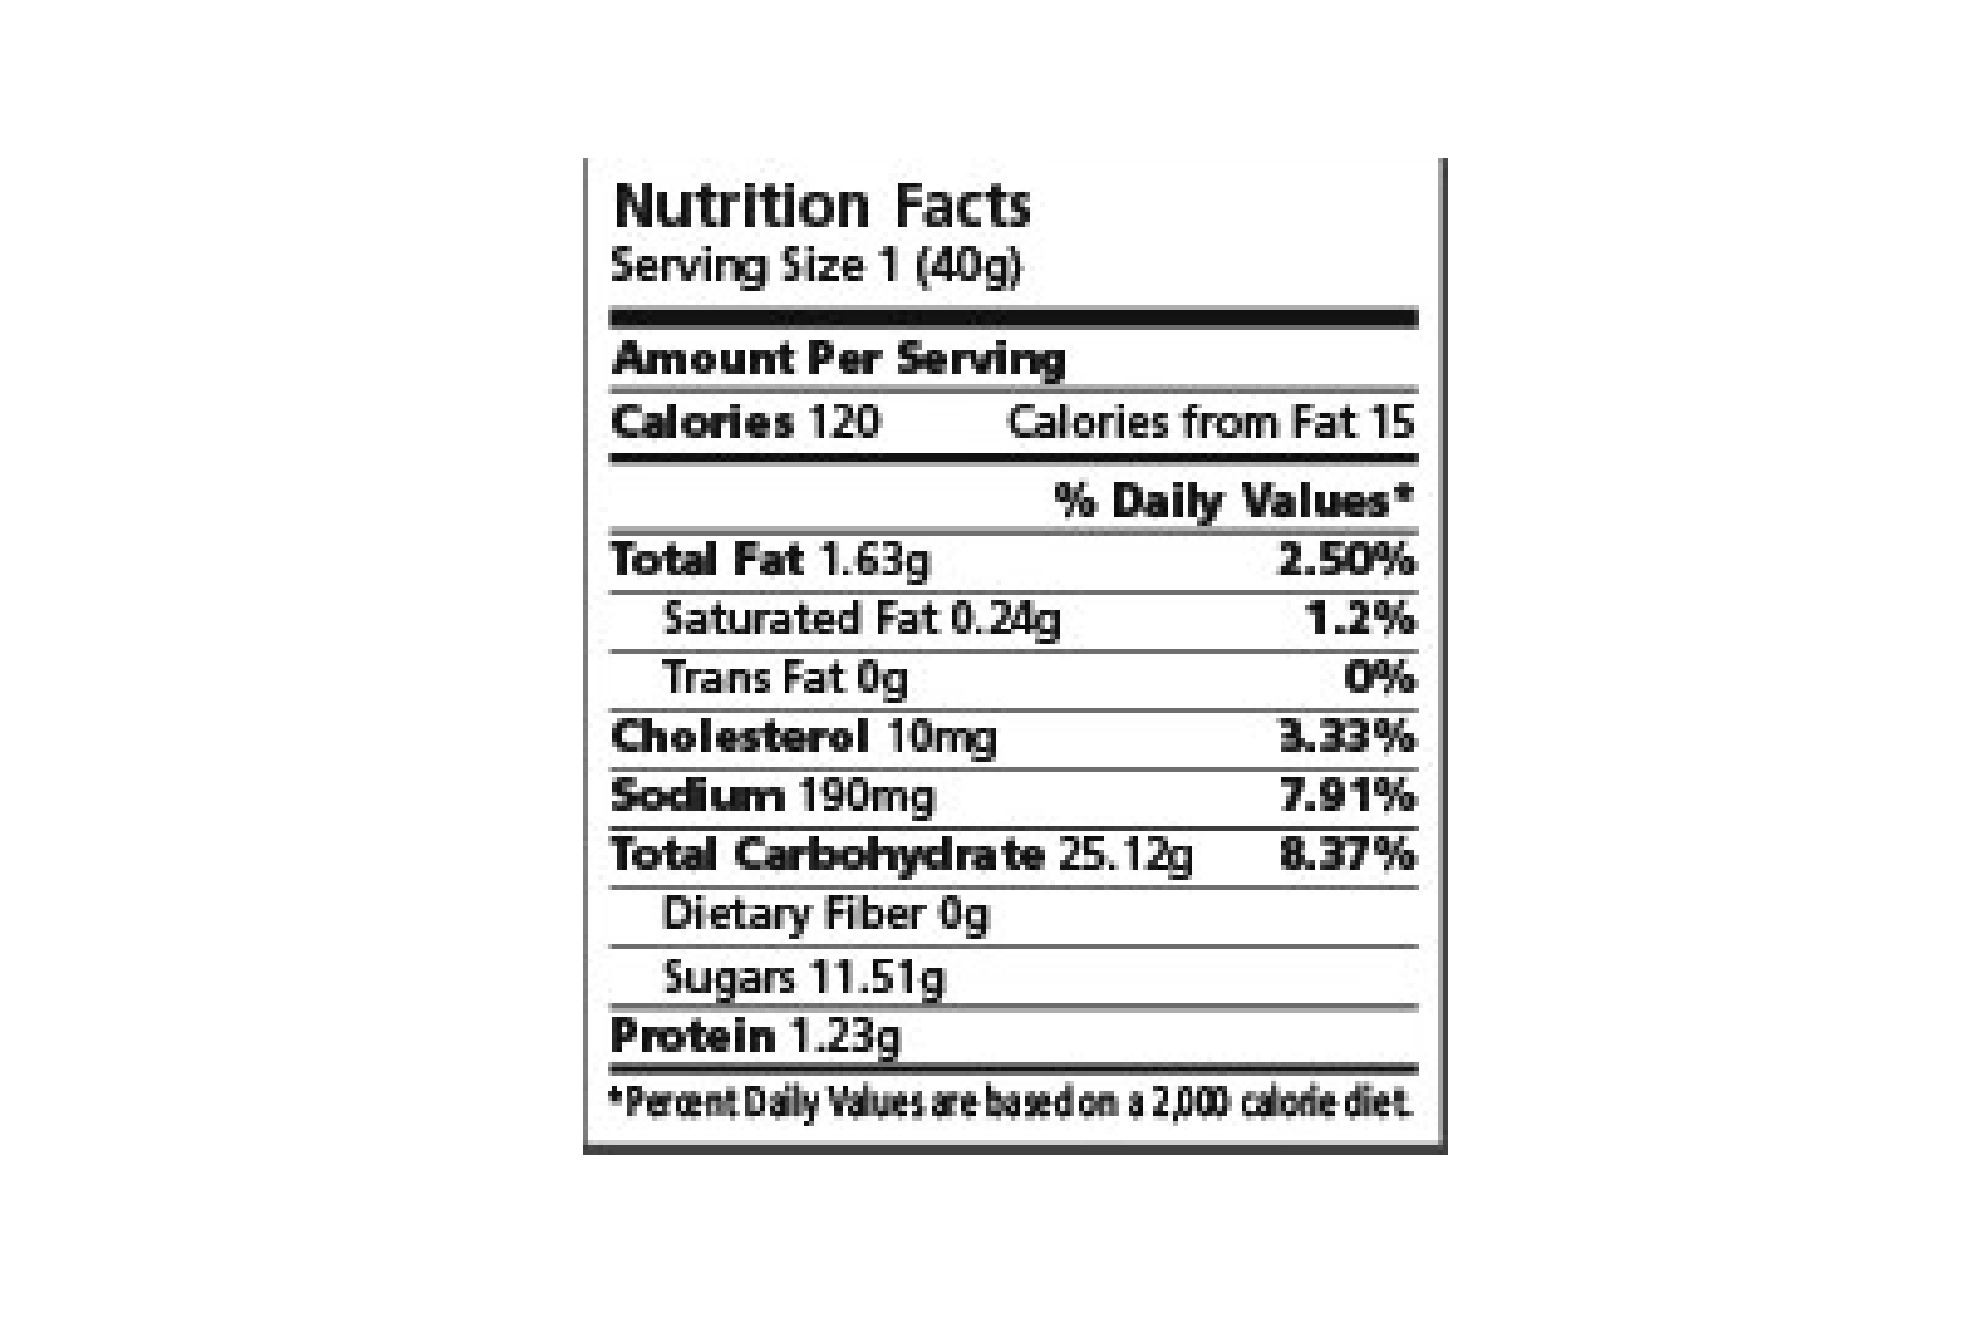 Nutrition Facts
Serving Size 1 (40g)
Amount Per Serving
Calories 120 Calories from Fat 15
% Daily Values*
Total Fat 1.63g 2.50%
Saturated Fat 0.24g 1.2%
Trans Fat 0g 0%
Cholesterol 10mg 3.33%
Sodium 190mg 7.91%
Total Carbohydrate 25.12g 8.37%
Dietary Fiber 0g
Sugars 11.51g
Protein 1.23g
*Percent Daily Values are based on a 2,000 calorie diet.